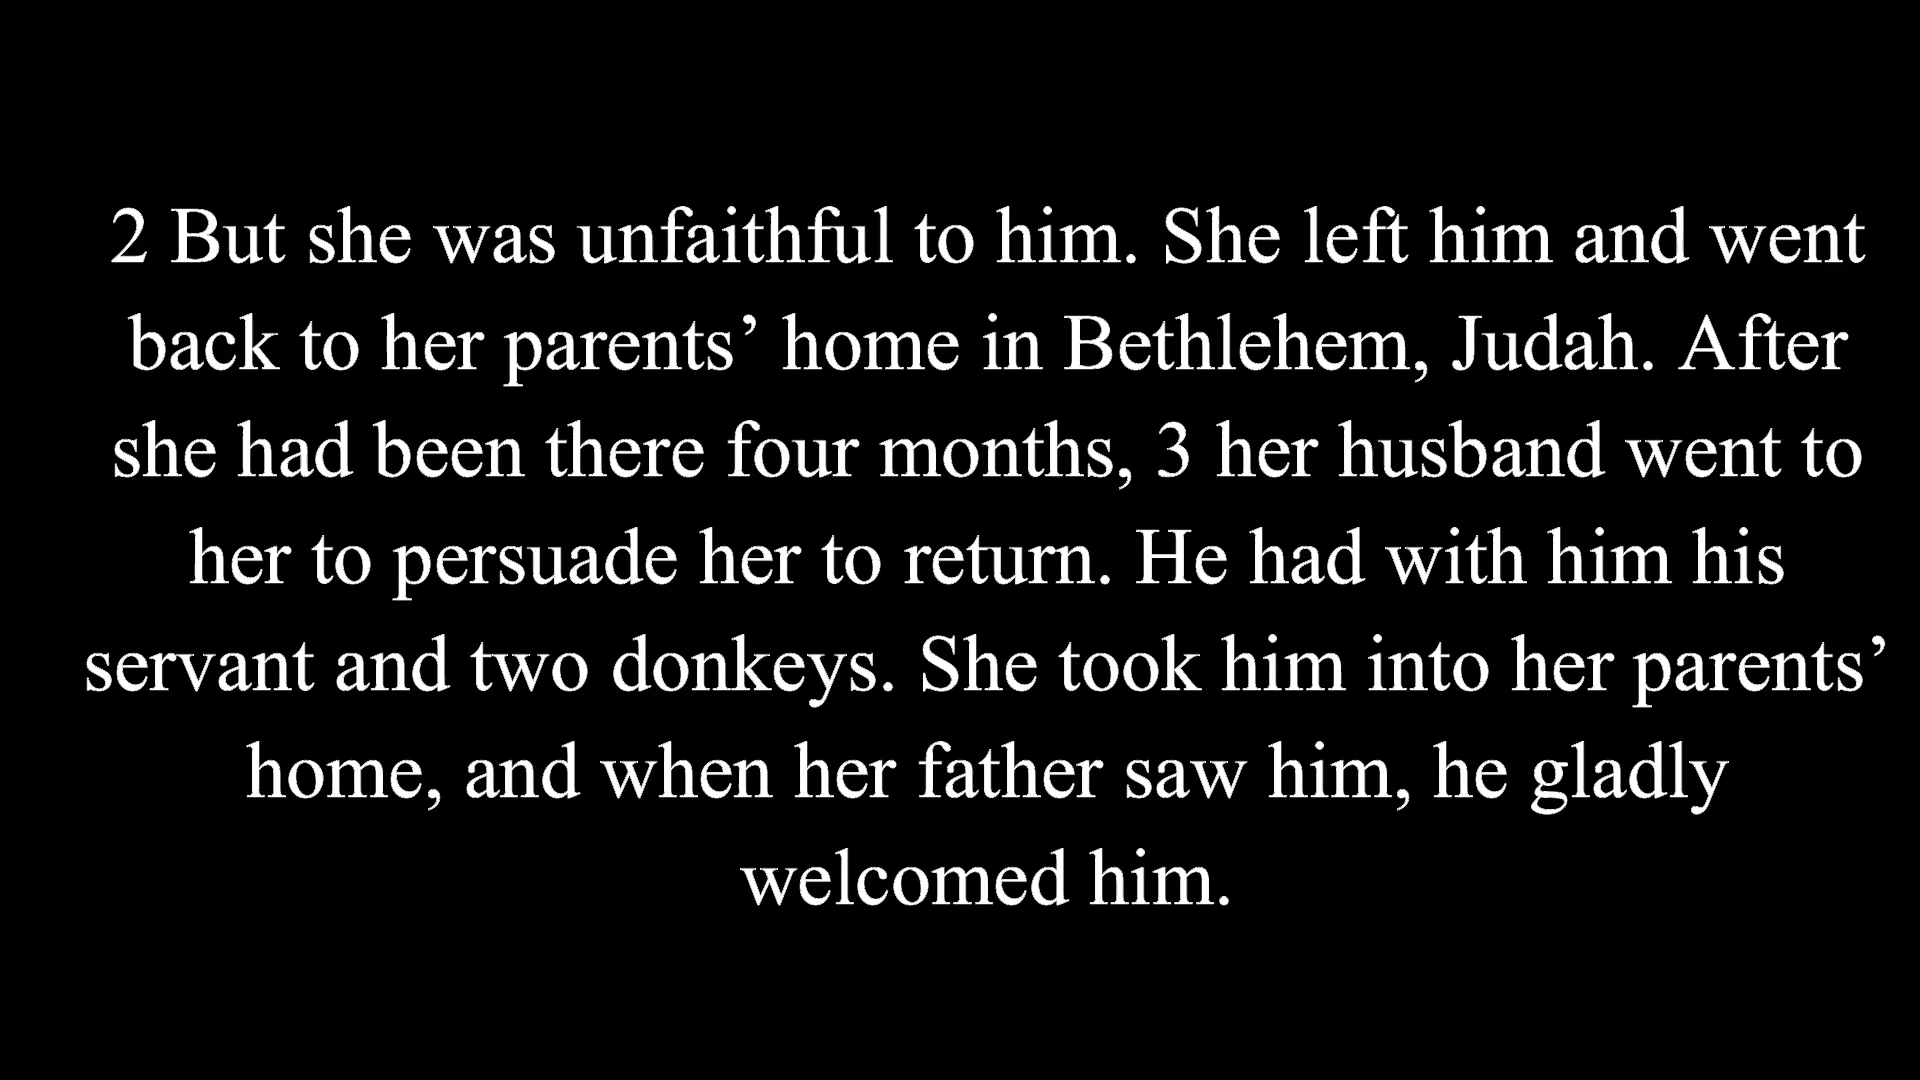 2 But she was unfaithful to him. She left him and went
back to her parents’ home in Bethlehem, Judah. After
she had been there four months, 3 her husband went to
her to persuade her to return. He had with him his
servant and two donkeys. She took him into her parents’
home, and when her father saw him, he gladly
welcomed him.